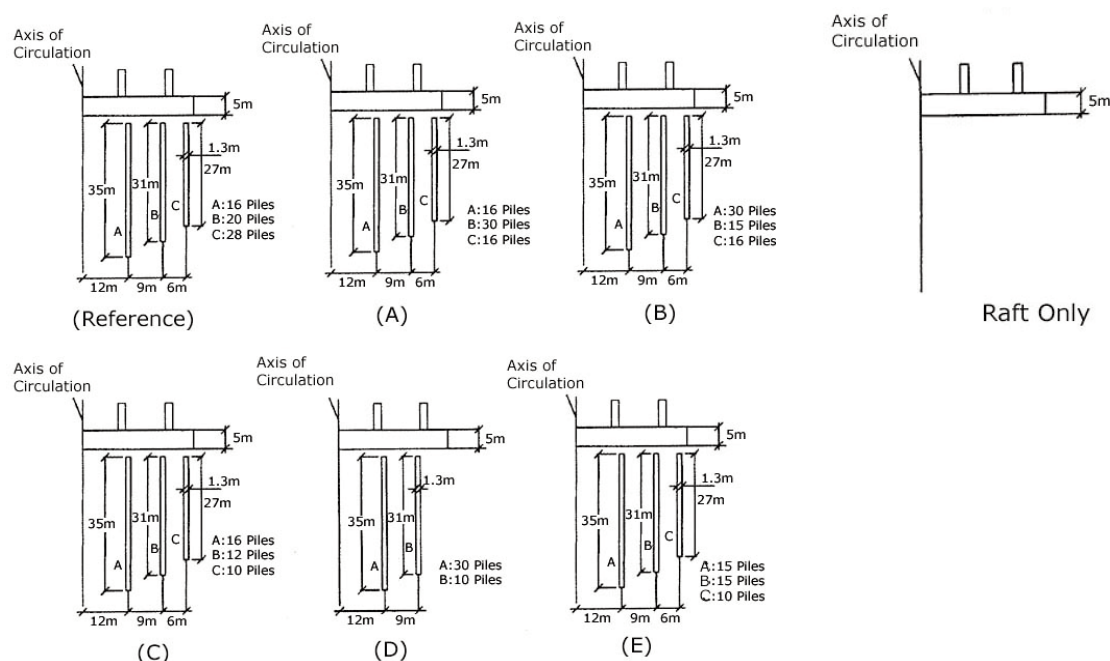 Axis of
Circulation
5m
1.3m
27m
35m
31m
A
B
C
A:16 Piles
B:20 Piles
C:28 Piles
12m
9m
6m
(Reference)
Axis of
Circulation
5m
1.3m
27m
35m
31m
A
B
C
A:16 Piles
B:30 Piles
C:16 Piles
12m
9m
6m
(A)
Axis of
Circulation
5m
1.3m
27m
35m
31m
A
B
C
A:30 Piles
B:15 Piles
C:16 Piles
12m
9m
6m
(B)
Axis of
Circulation
5m
Raft Only
Axis of
Circulation
5m
1.3m
27m
35m
31m
A
B
C
A:16 Piles
B:12 Piles
C:10 Piles
12m
9m
6m
(C)
Axis of
Circulation
5m
1.3m
35m
31m
A
B
A:30 Piles
B:10 Piles
12m
9m
(D)
Axis of
Circulation
5m
1.3m
27m
35m
31m
A
B
C
A:15 Piles
B:15 Piles
C:10 Piles
12m
9m
6m
(E)